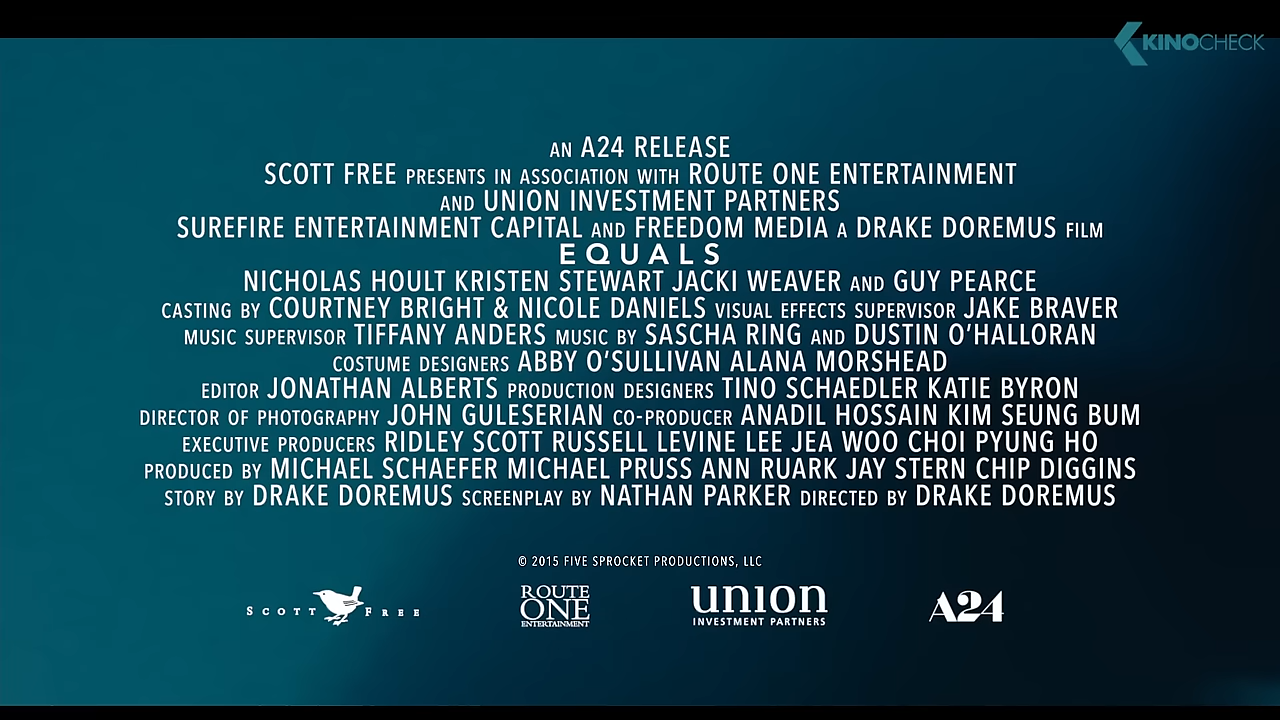 KINOCHECK
AN A24 RELEASE
SCOTT FREE PRESENTS IN ASSOCIATION WITH ROUTE ONE ENTERTAINMENT
AND UNION INVESTMENT PARTNERS
SUREFIRE ENTERTAINMENT CAPITAL AND FREEDOM MEDIA A DRAKE DOREMUS FILM
EQUALS
NICHOLAS HOULT KRISTEN STEWART JACKI WEAVER AND GUY PEARCE
CASTING BY COURTNEY BRIGHT & NICOLE DANIELS VISUAL EFFECTS SUPERVISOR JAKE BRAVER
MUSIC SUPERVISOR TIFFANY ANDERS MUSIC BY SASCHA RING AND DUSTIN O'HALLORAN
COSTUME DESIGNERS ABBY O'SULLIVAN ALANA MORSHEAD
EDITOR JONATHAN ALBERTS PRODUCTION DESIGNERS TINO SCHAEDLER KATIE BYRON
DIRECTOR OF PHOTOGRAPHY JOHN GULESERIAN CO-PRODUCER ANADIL HOSSAIN KIM SEUNG BUM
EXECUTIVE PRODUCERS RIDLEY SCOTT RUSSELL LEVINE LEE JEA WOO CHOI PYUNG HO
PRODUCED BY MICHAEL SCHAEFER MICHAEL PRUSS ANN RUARK JAY STERN CHIP DIGGINS
STORY BY DRAKE DOREMUS SCREENPLAY BY NATHAN PARKER DIRECTED BY DRAKE DOREMUS
© 2015 FIVE SPROCKET PRODUCTIONS, LLC
SCOTT FREE
ROUTE
ONE
ENTERTAINMENT
union
INVESTMENT PARTNERS
A24